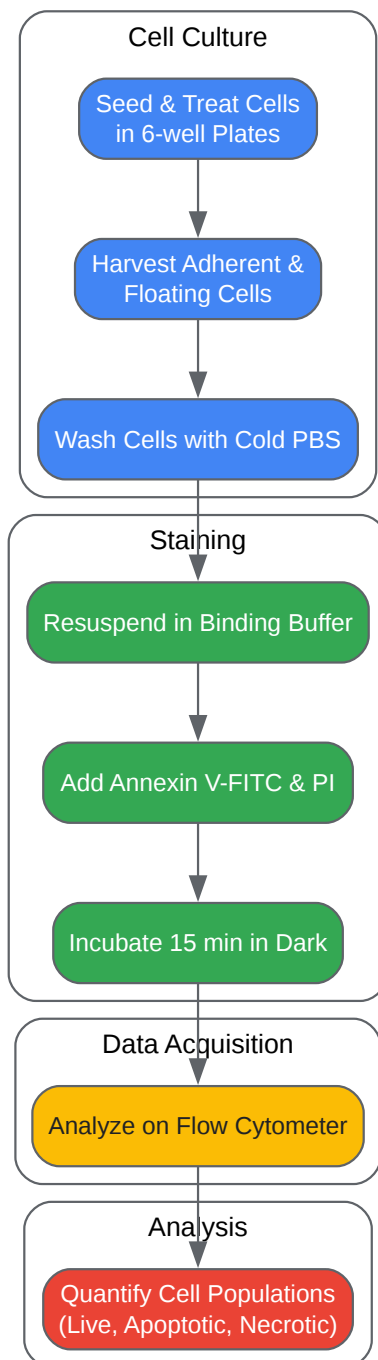 Cell Culture
Seed & Treat Cells
in 6-well Plates
Harvest Adherent &
Floating Cells
Wash Cells with Cold PBS
Staining
Resuspend in Binding Buffer
Add Annexin V-FITC & PI
Incubate 15 min in Dark
Data Acquisition
Analyze on Flow Cytometer
Analysis
Quantify Cell Populations
(Live, Apoptotic, Necrotic)